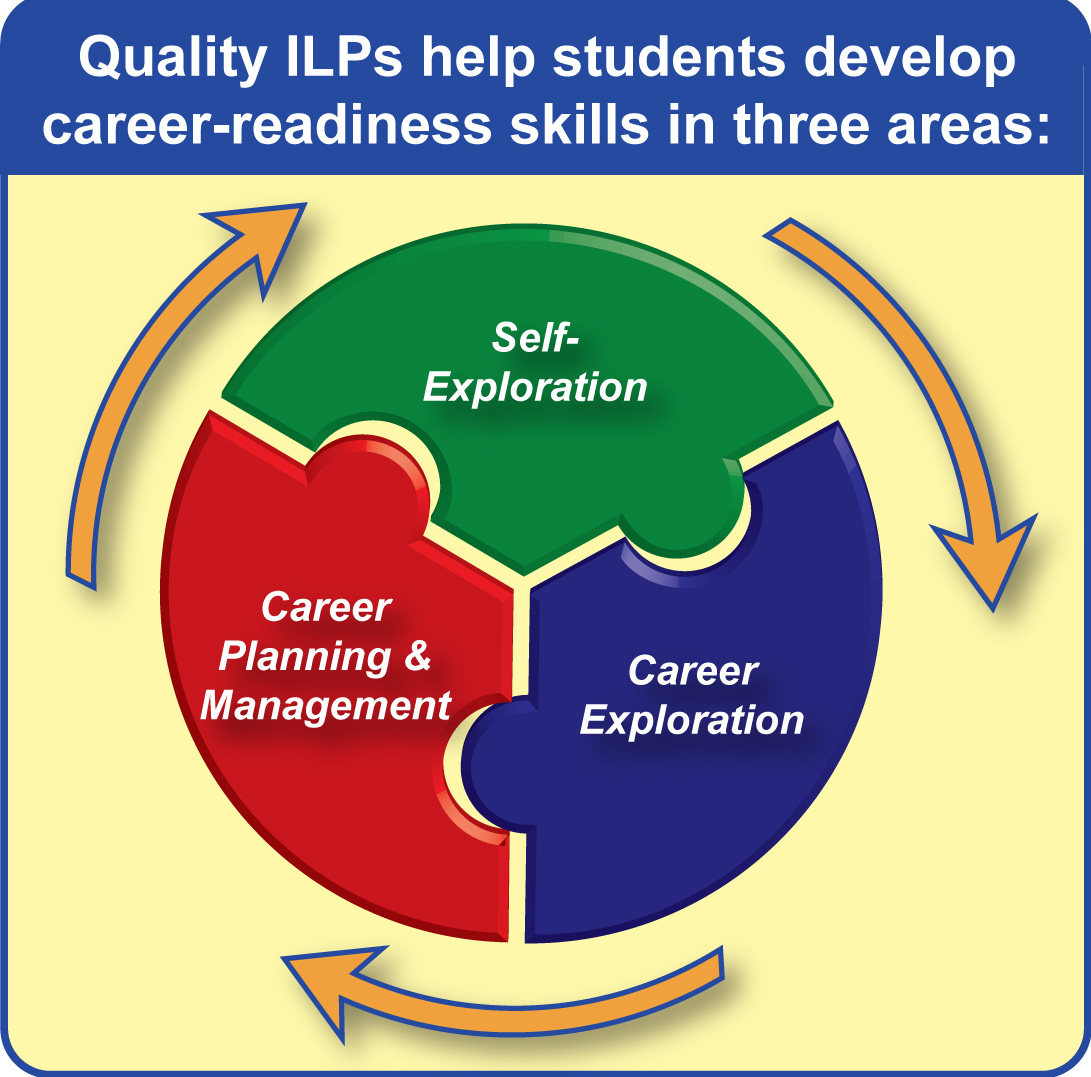 Quality ILPs help students develop
career-readiness skills in three areas:
Self-
Exploration
Career
Planning &
Management
Career
Exploration